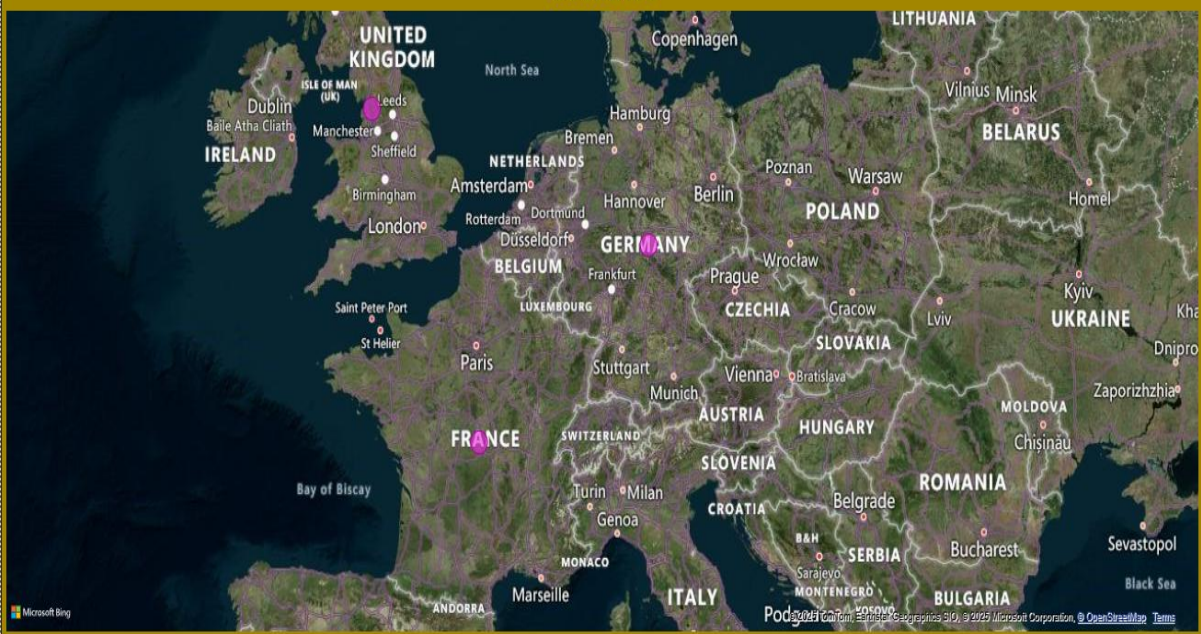 LITHUANIA
UNITED
KINGDOM
Copenhagen
North Sea
ISLE OF MAN
(UK)
Vilnius
Minsk
Leeds
Dublin
Hamburg
Baile Atha Cliath
Manchester
BELARUS
Bremen
IRELAND
Sheffield
NETHERLANDS
Poznan
Warsaw
Amsterdam
Birmingham
Hannover
Berlin
Homel
POLAND
Rotterdam
Dortmund
London
Düsseldorf
GERMANY
Wrocław
BELGIUM
Frankfurt
Prague
Kyiv
Saint Peter Port
LUXEMBOURG
CZECHIA
Cracow
Lviv
UKRAINE
Kha
St Helier
SLOVAKIA
Dnipro
Paris
Stuttgart
Vienna
Bratislava
Munich
Zaporizhzhia
AUSTRIA
MOLDOVA
HUNGARY
FRANCE
SWITZERLAND
Chișinău
SLOVENIA
ROMANIA
Bay of Biscay
Turin
Milan
Belgrade
CROATIA
Genoa
B&H
Bucharest
Sevastopol
SERBIA
MONACO
Sarajevo
Black Sea
Marseille
MONTENEGRO
ITALY
BULGARIA
ANDORRA
KOSOVO
Microsoft Bing
© 2025 TomTom, Earthstar Geographics SIO, © 2025 Microsoft Corporation, © OpenStreetMap Terms